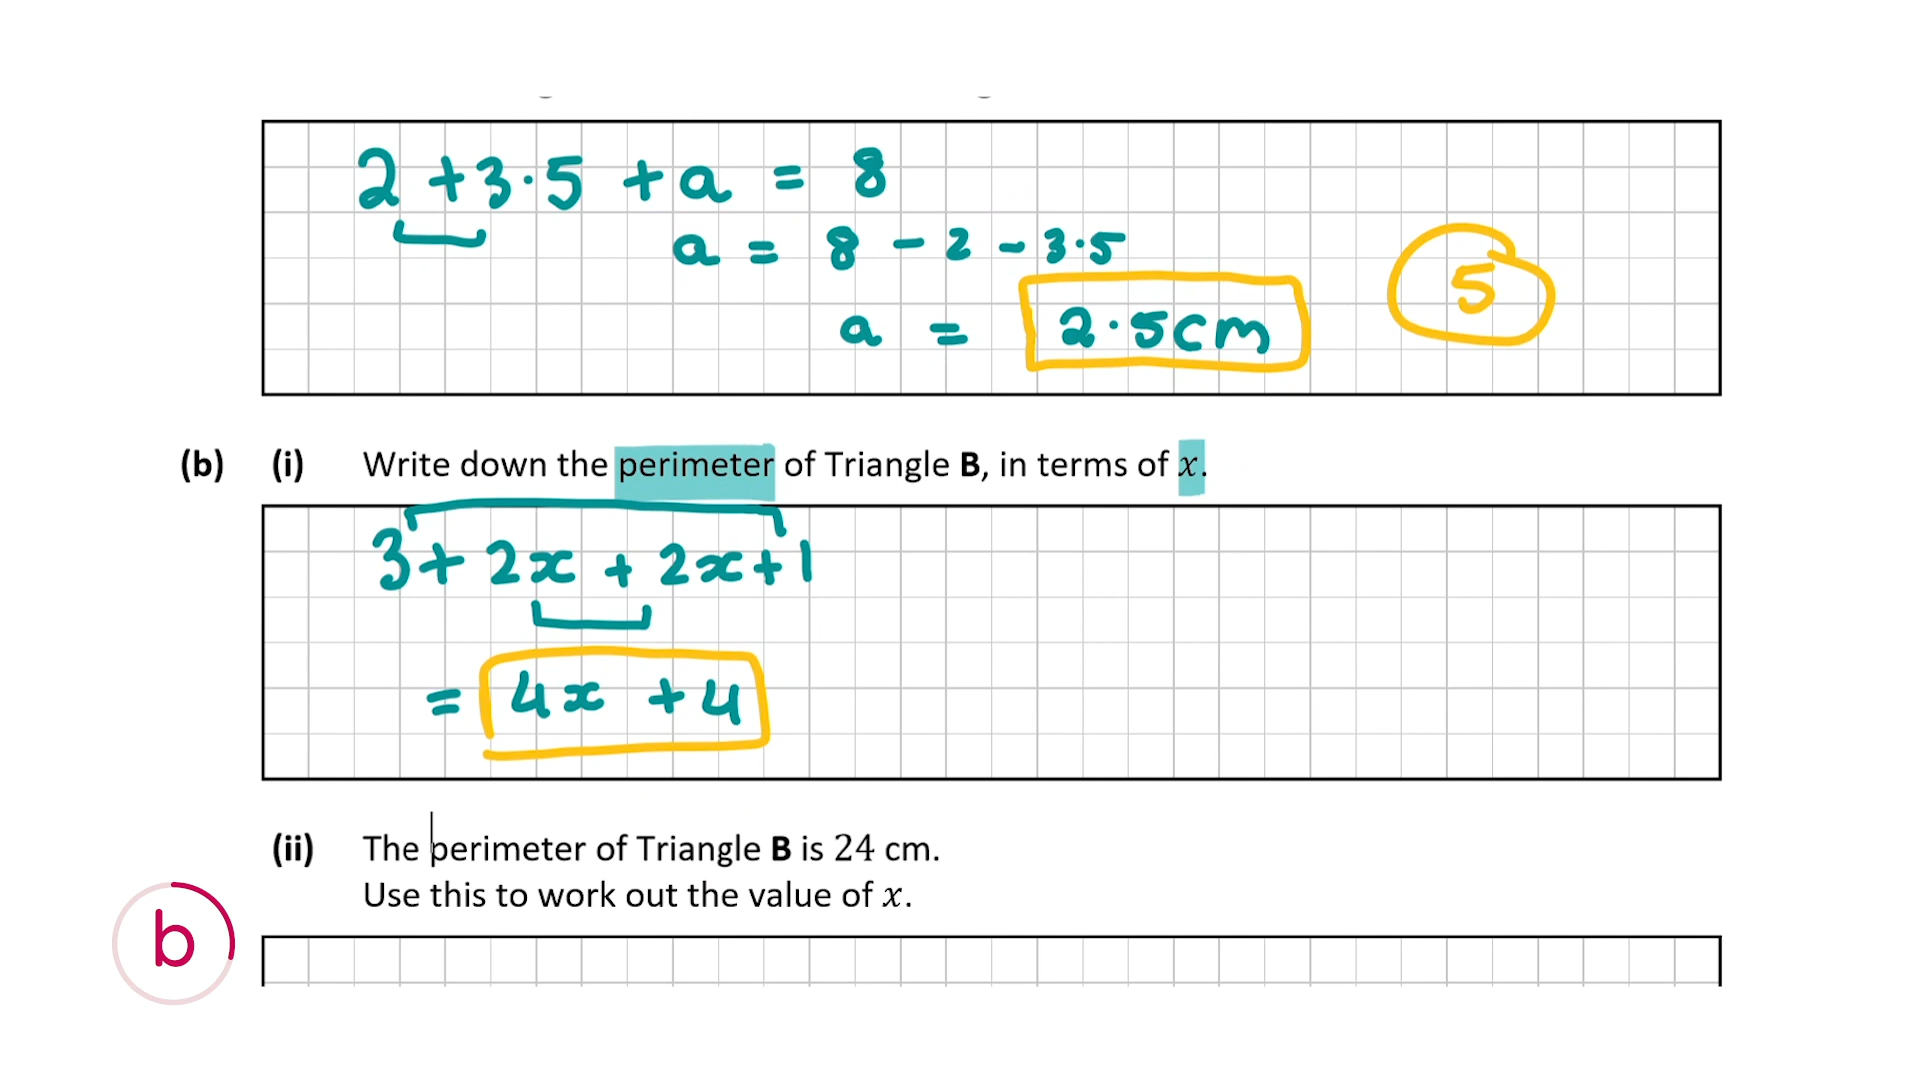 2 + 3.5 + a = 8
a = 8 - 2 - 3.5
a = 2.5cm
5
(b) (i) Write down the perimeter of Triangle B, in terms of x.
3 + 2x + 2x + 1
= 4x + 4
(ii) The perimeter of Triangle B is 24 cm.
Use this to work out the value of x.
b